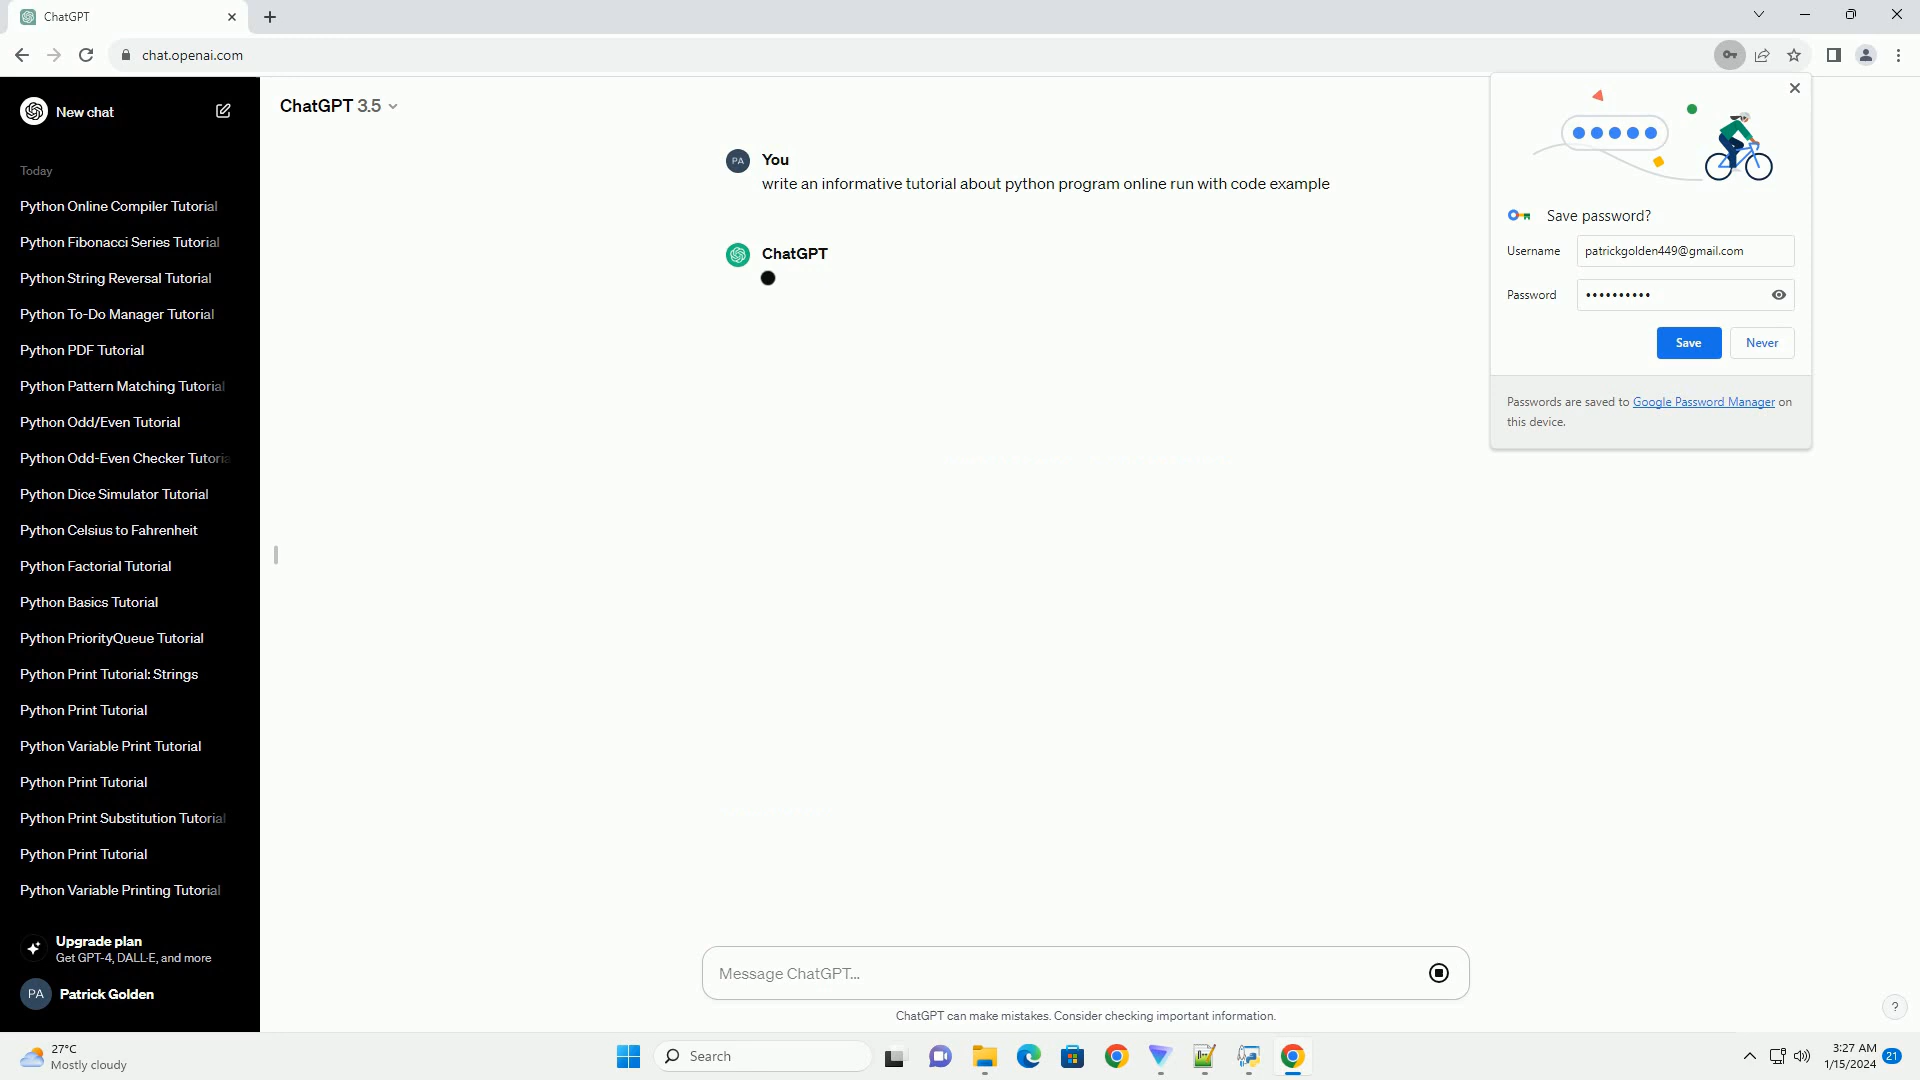 ChatGPT
chat.openai.com
New chat
Today
Python Online Compiler Tutorial
Python Fibonacci Series Tutorial
Python String Reversal Tutorial
Python To-Do Manager Tutorial
Python PDF Tutorial
Python Pattern Matching Tutorial
Python Odd/Even Tutorial
Python Odd-Even Checker Tutoria
Python Dice Simulator Tutorial
Python Celsius to Fahrenheit
Python Factorial Tutorial
Python Basics Tutorial
Python PriorityQueue Tutorial
Python Print Tutorial: Strings
Python Print Tutorial
Python Variable Print Tutorial
Python Print Tutorial
Python Print Substitution Tutorial
Python Print Tutorial
Python Variable Printing Tutorial
Upgrade plan
Get GPT-4, DALL·E, and more
PA Patrick Golden
ChatGPT 3.5
PA You
write an informative tutorial about python program online run with code example
ChatGPT
Message ChatGPT...
ChatGPT can make mistakes. Consider checking important information.
?
Save password?
Username patrickgolden449@gmail.com
Password ••••••••••
Save Never
Passwords are saved to Google Password Manager on
this device.
27°C
Mostly cloudy
Search
3:27 AM
1/15/2024
21